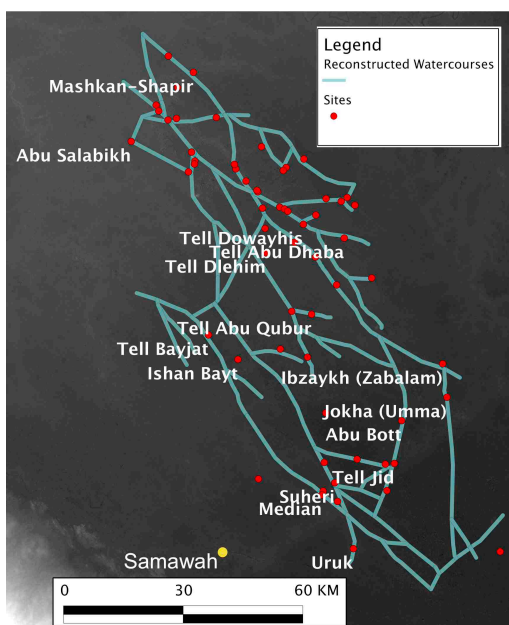 Legend
Reconstructed Watercourses
Sites
Mashkan-Shapir
Abu Salabikh
Tell Dowayhis
Tell Abu Dhaba
Tell Dlehim
Tell Abu Qubur
Tell Bayjat
Ishan Bayt
Ibzaykh (Zabalam)
Jokha (Umma)
Abu Bott
Tell Jid
Suheri
Median
Uruk
Samawah
0 30 60 KM